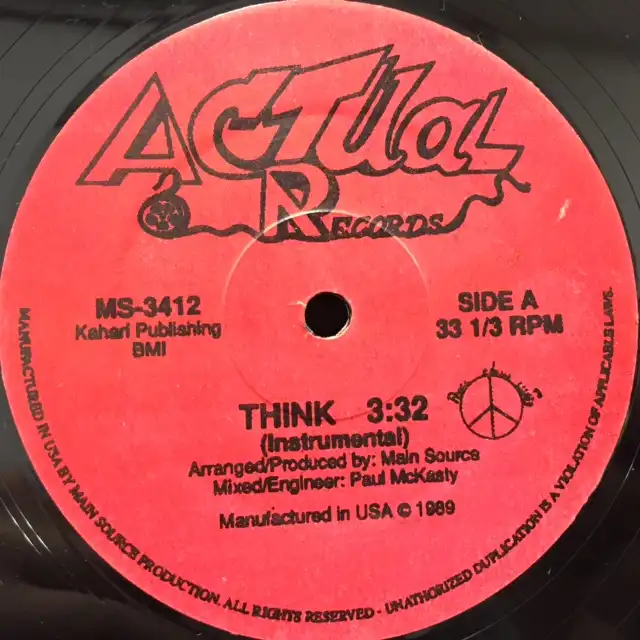 ACTUAL
RECORDS
MS-3412
Kahari Publishing
BMI
SIDE A
33 1/3 RPM
THINK 3:32
(Instrumental)
Arranged/Produced by: Main Source
Mixed/Engineer: Paul McKasty
Manufactured in USA © 1989
MANUFACTURED IN USA BY MAIN SOURCE PRODUCTION. ALL RIGHTS RESERVED - UNAUTHORIZED DUPLICATION IS A VIOLATION OF APPLICABLE LAWS.